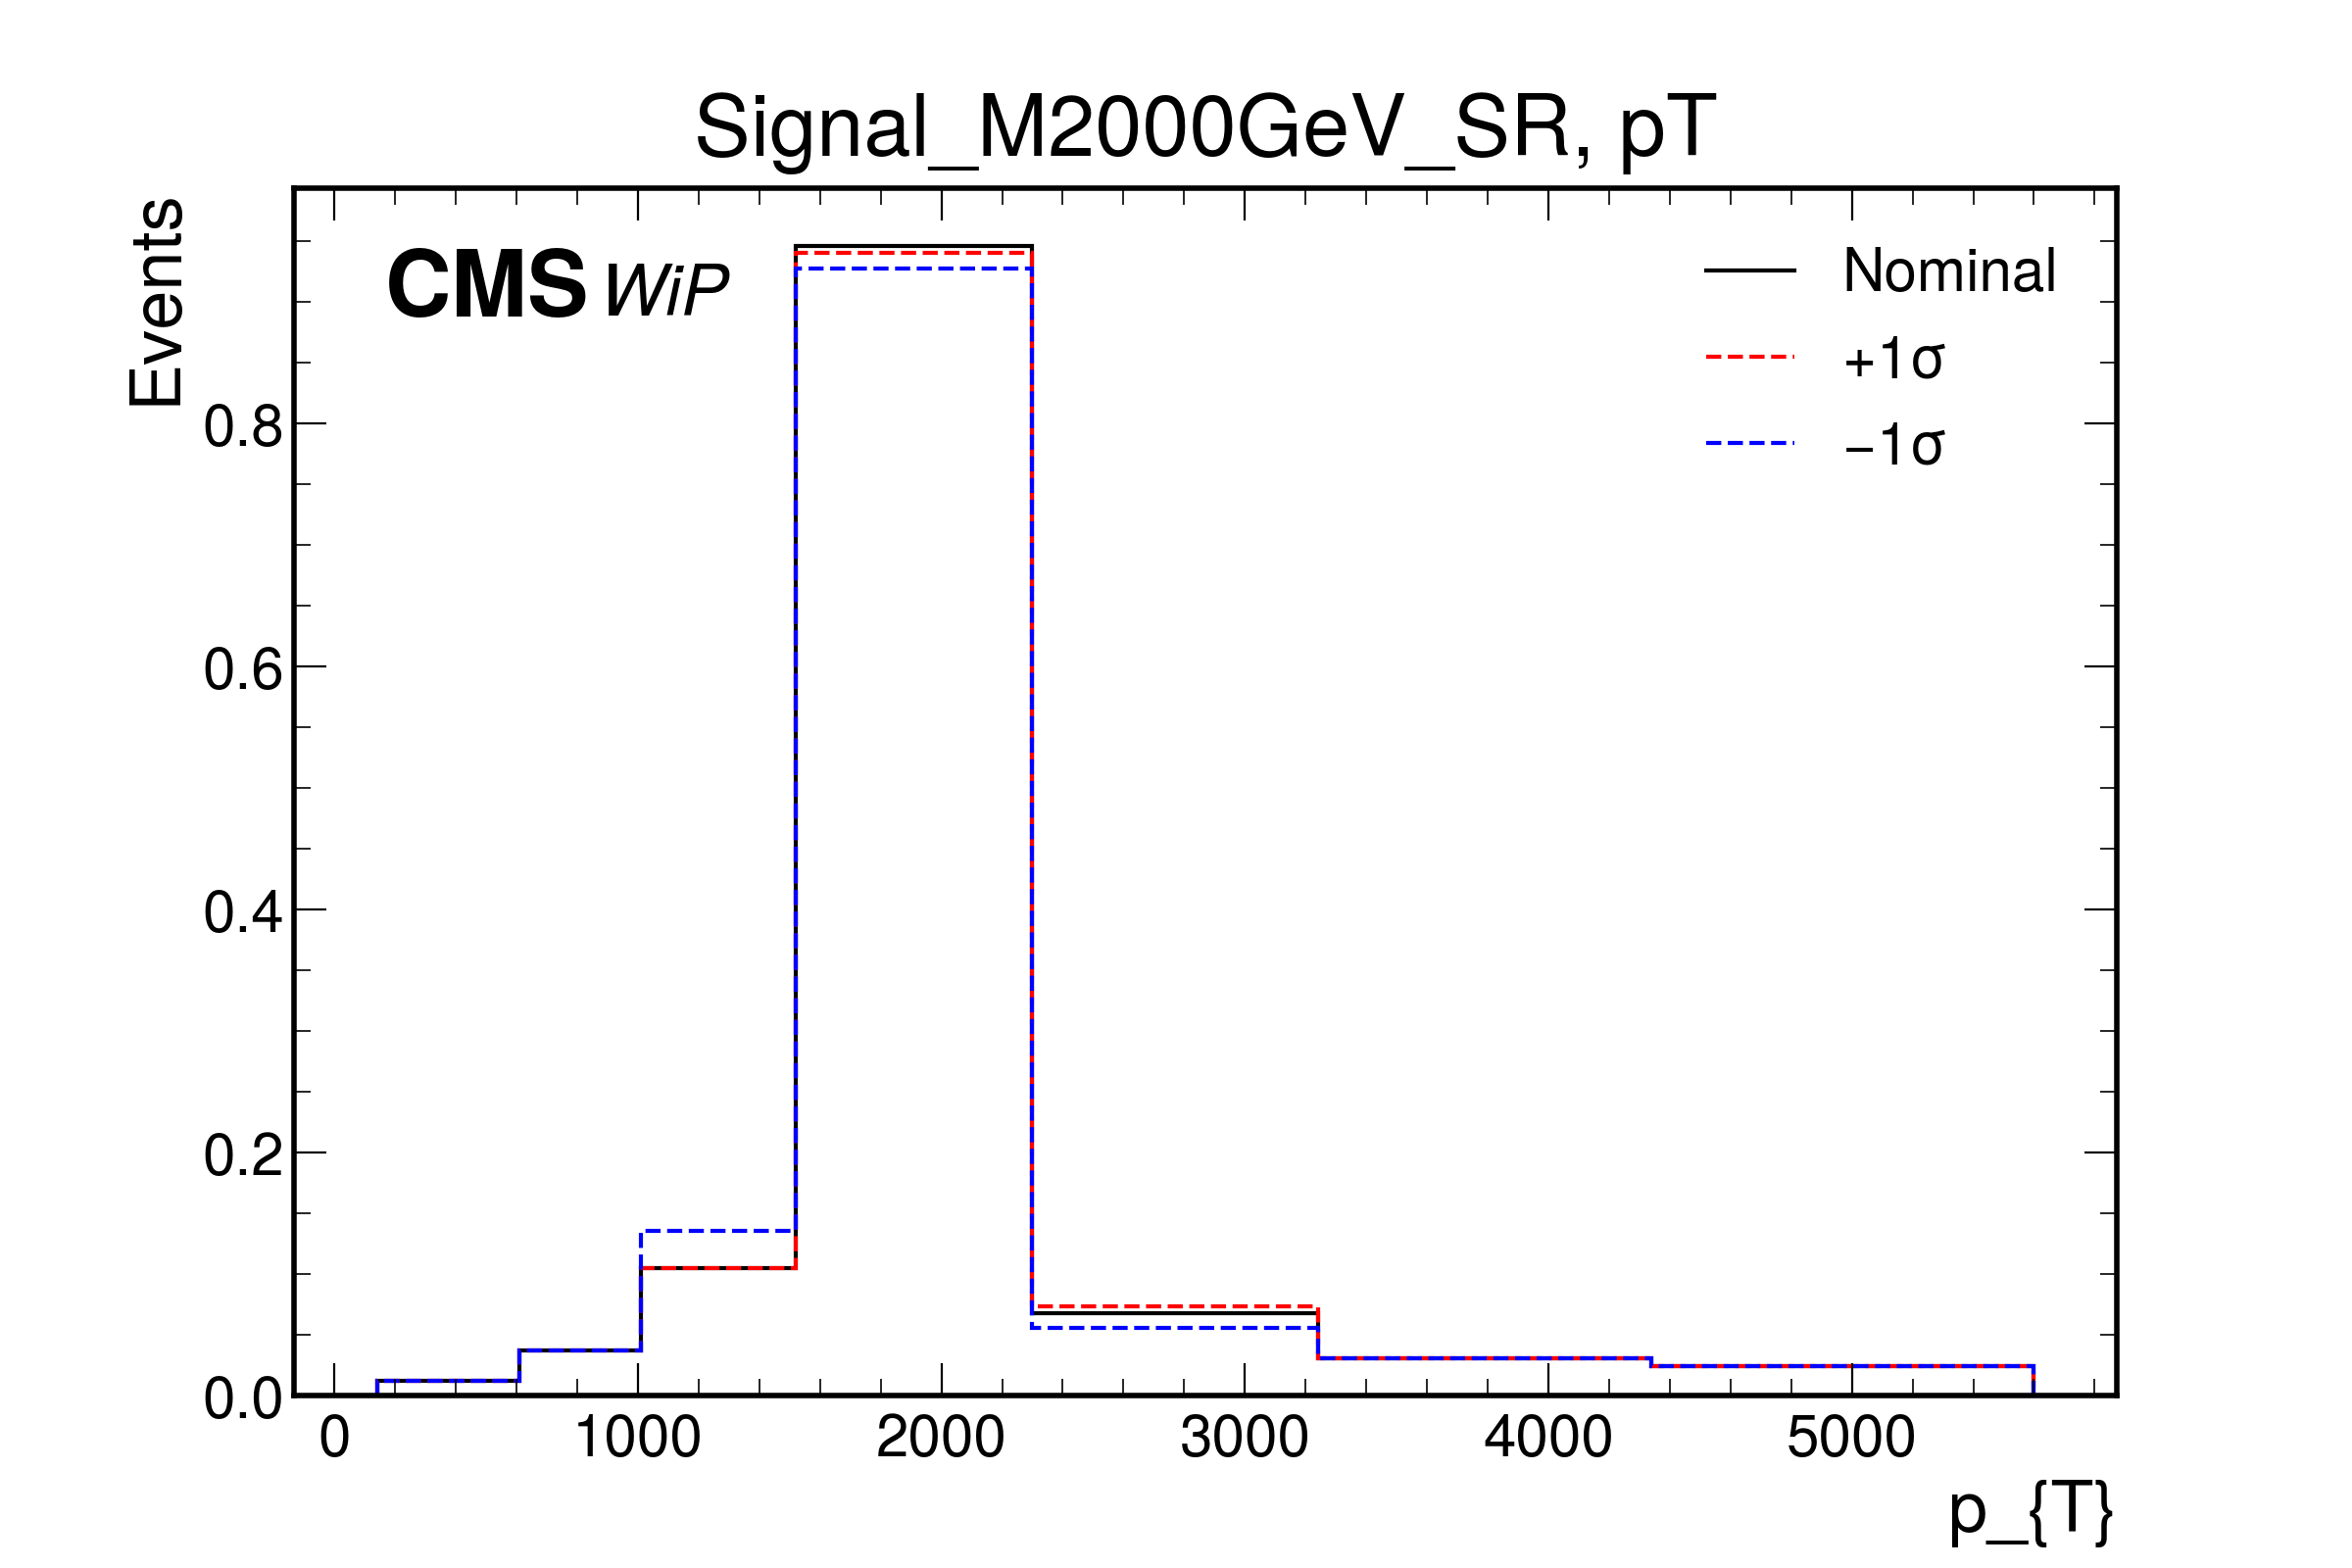 Signal_M2000GeV_SR, pT
Events
CMS WiP
Nominal
+1σ
−1σ
0.8
0.6
0.4
0.2
0.0
0 1000 2000 3000 4000 5000
p_{T}